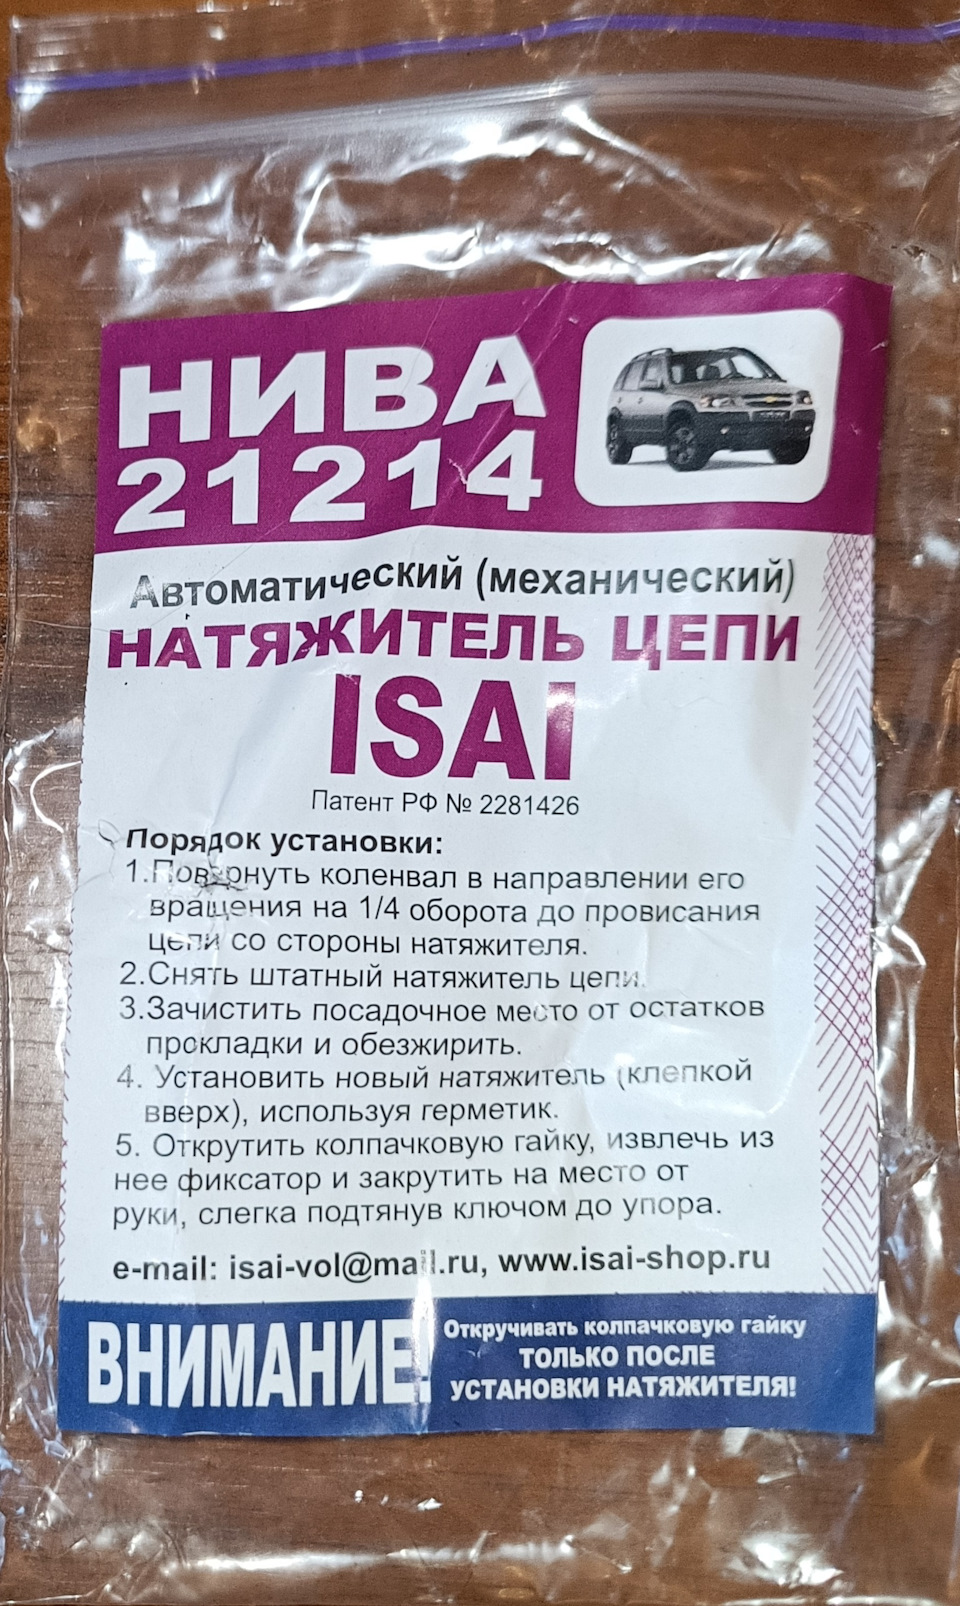 НИВА
21214
Автоматический (механический)
НАТЯЖИТЕЛЬ ЦЕПИ
ISAI
Патент РФ № 2281426
Порядок установки:
1.Повернуть коленвал в направлении его
вращения на 1/4 оборота до провисания
цепи со стороны натяжителя.
2.Снять штатный натяжитель цепи.
3.Зачистить посадочное место от остатков
прокладки и обезжирить.
4. Установить новый натяжитель (клепкой
вверх), используя герметик.
5. Открутить колпачковую гайку, извлечь из
нее фиксатор и закрутить на место от
руки, слегка подтянув ключом до упора.
e-mail: isai-vol@mail.ru, www.isai-shop.ru
ВНИМАНИЕ!
Откручивать колпачковую гайку
ТОЛЬКО ПОСЛЕ
УСТАНОВКИ НАТЯЖИТЕЛЯ!